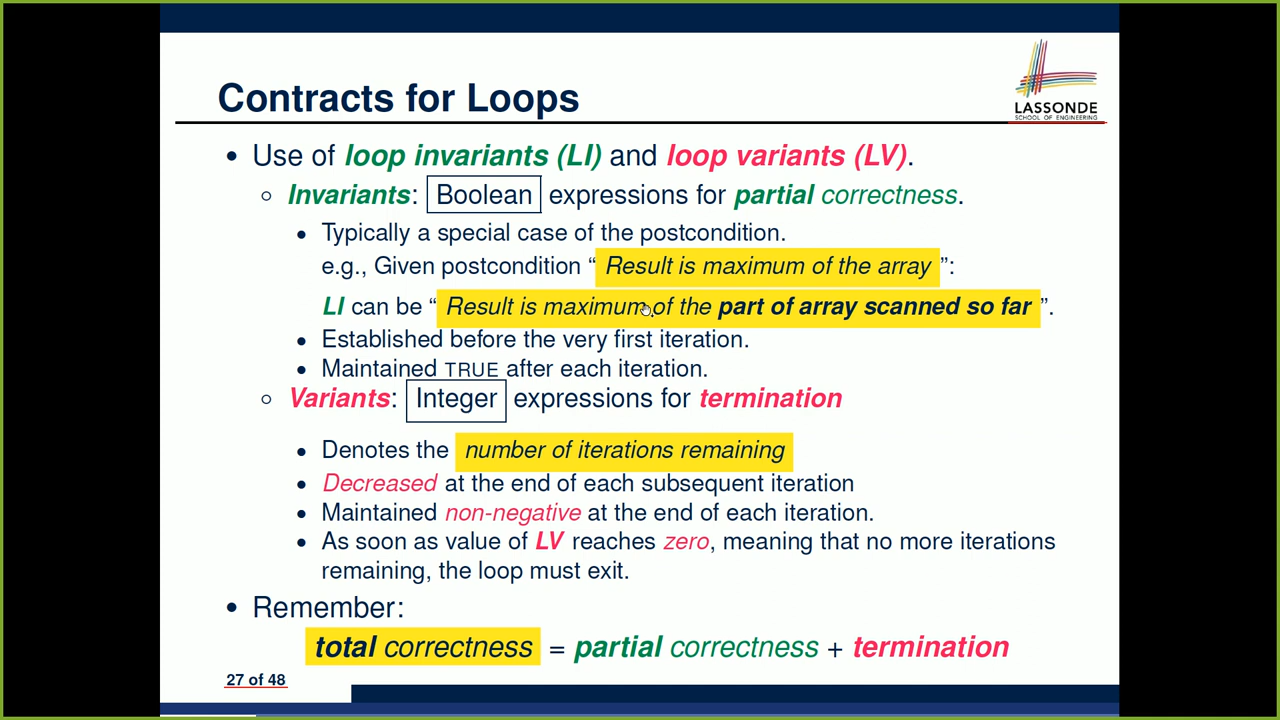 LASSONDE
SCHOOL OF ENGINEERING
Contracts for Loops
• Use of loop invariants (LI) and loop variants (LV).
○ Invariants: Boolean expressions for partial correctness.
• Typically a special case of the postcondition.
e.g., Given postcondition “ Result is maximum of the array ”:
LI can be “ Result is maximum of the part of array scanned so far ”.
• Established before the very first iteration.
• Maintained TRUE after each iteration.
○ Variants: Integer expressions for termination
• Denotes the number of iterations remaining
• Decreased at the end of each subsequent iteration
• Maintained non-negative at the end of each iteration.
• As soon as value of LV reaches zero, meaning that no more iterations
remaining, the loop must exit.
• Remember:
total correctness = partial correctness + termination
27 of 48